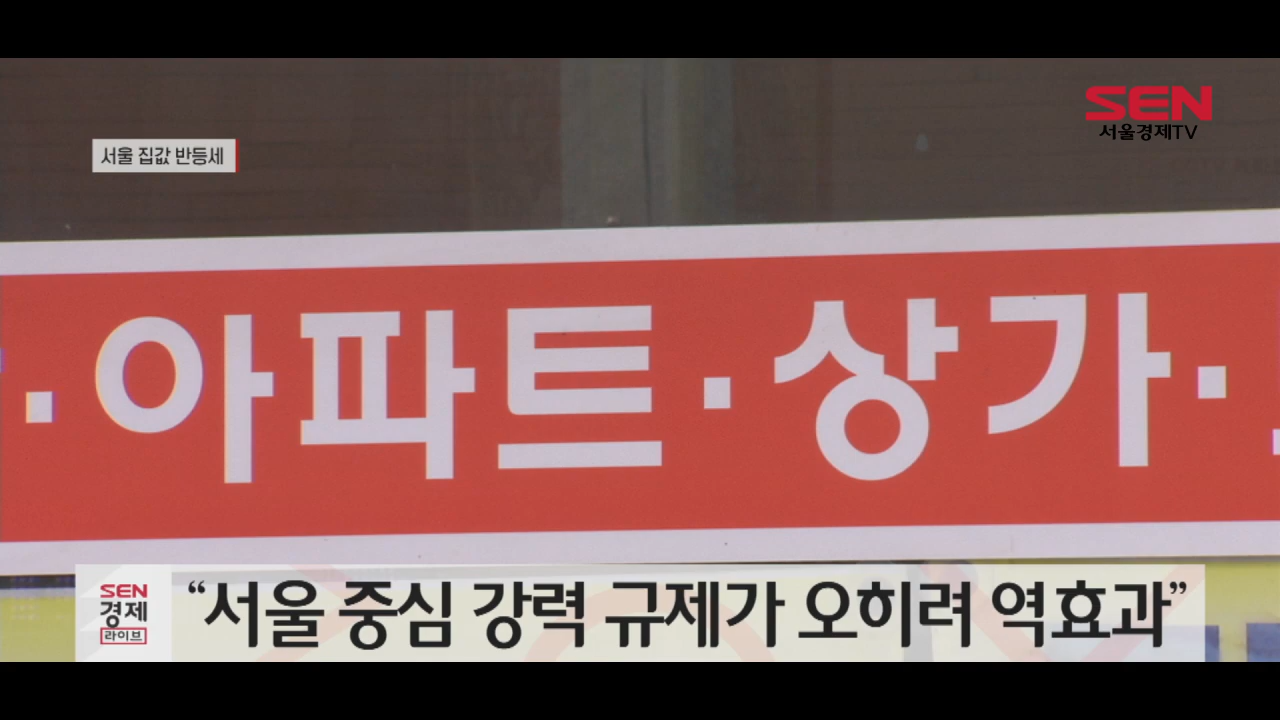 SEN
서울경제TV
서울 집값 반등세
·아파트·상가·
SEN
경제
라이브
“서울 중심 강력 규제가 오히려 역효과”